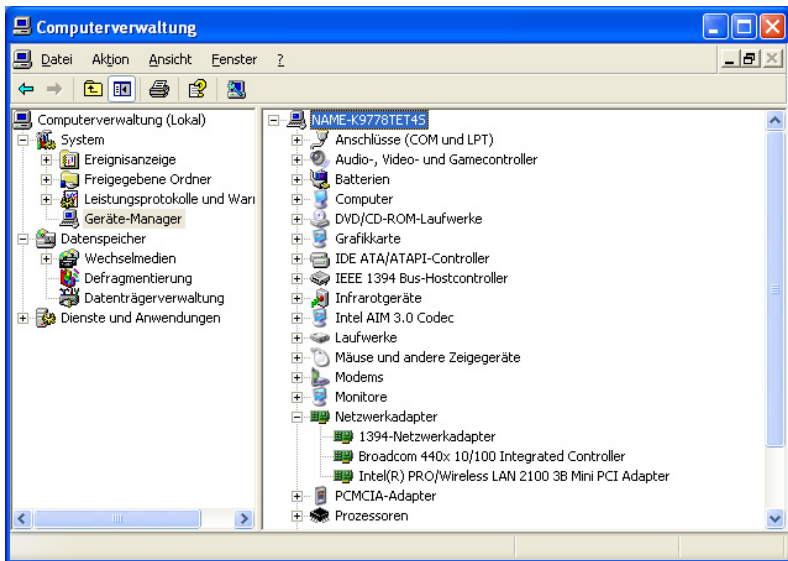 Computerverwaltung
Datei Aktion Ansicht Fenster ?
Computerverwaltung (Lokal)
System
Ereignisanzeige
Freigegebene Ordner
Leistungsprotokolle und Warı
Geräte-Manager
Datenspeicher
Wechselmedien
Defragmentierung
Datenträgerverwaltung
Dienste und Anwendungen
NAME-K9778TET4S
Anschlüsse (COM und LPT)
Audio-, Video- und Gamecontroller
Batterien
Computer
DVD/CD-ROM-Laufwerke
Grafikkarte
IDE ATA/ATAPI-Controller
IEEE 1394 Bus-Hostcontroller
Infrarotgeräte
Intel AIM 3.0 Codec
Laufwerke
Mäuse und andere Zeigegeräte
Modems
Monitore
Netzwerkadapter
1394-Netzwerkadapter
Broadcom 440x 10/100 Integrated Controller
Intel(R) PRO/Wireless LAN 2100 3B Mini PCI Adapter
PCMCIA-Adapter
Prozessoren